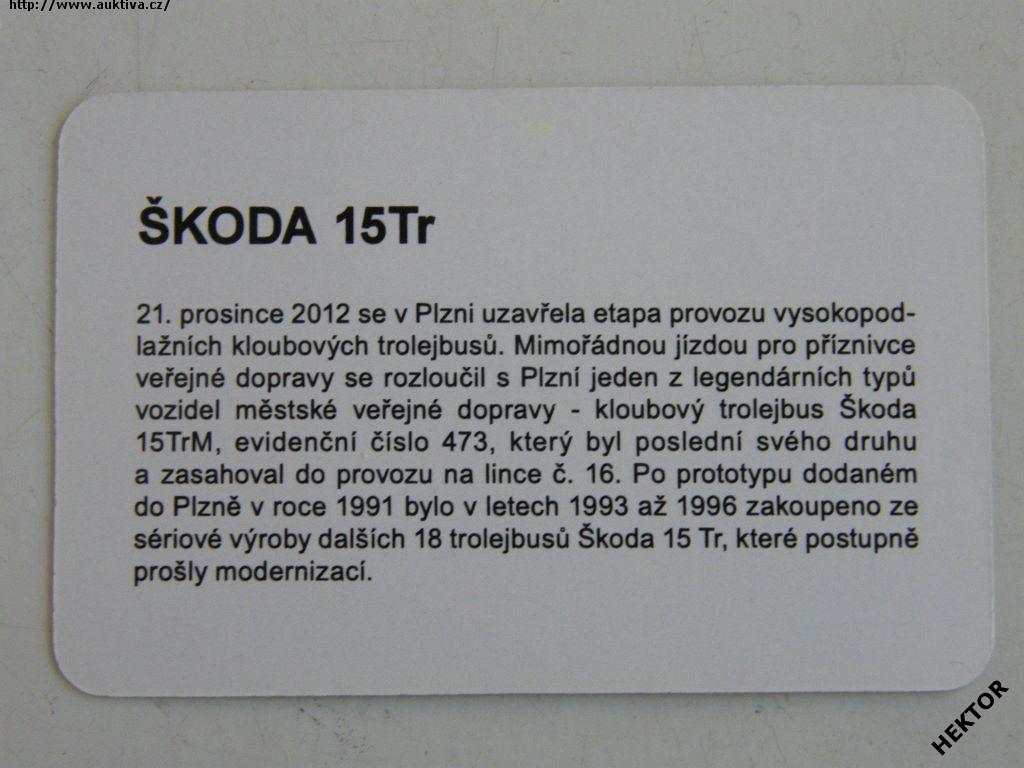 http://www.auktiva.cz/
ŠKODA 15Tr
21. prosince 2012 se v Plzni uzavřela etapa provozu vysokopod-
lažních kloubových trolejbusů. Mimořádnou jízdou pro příznivce
veřejné dopravy se rozloučil s Plzní jeden z legendárních typů
vozidel městské veřejné dopravy - kloubový trolejbus Škoda
15TrM, evidenční číslo 473, který byl poslední svého druhu
a zasahoval do provozu na lince č. 16. Po prototypu dodaném
do Plzně v roce 1991 bylo v letech 1993 až 1996 zakoupeno ze
sériové výroby dalších 18 trolejbusů Škoda 15 Tr, které postupně
prošly modernizací.
HEKTOR